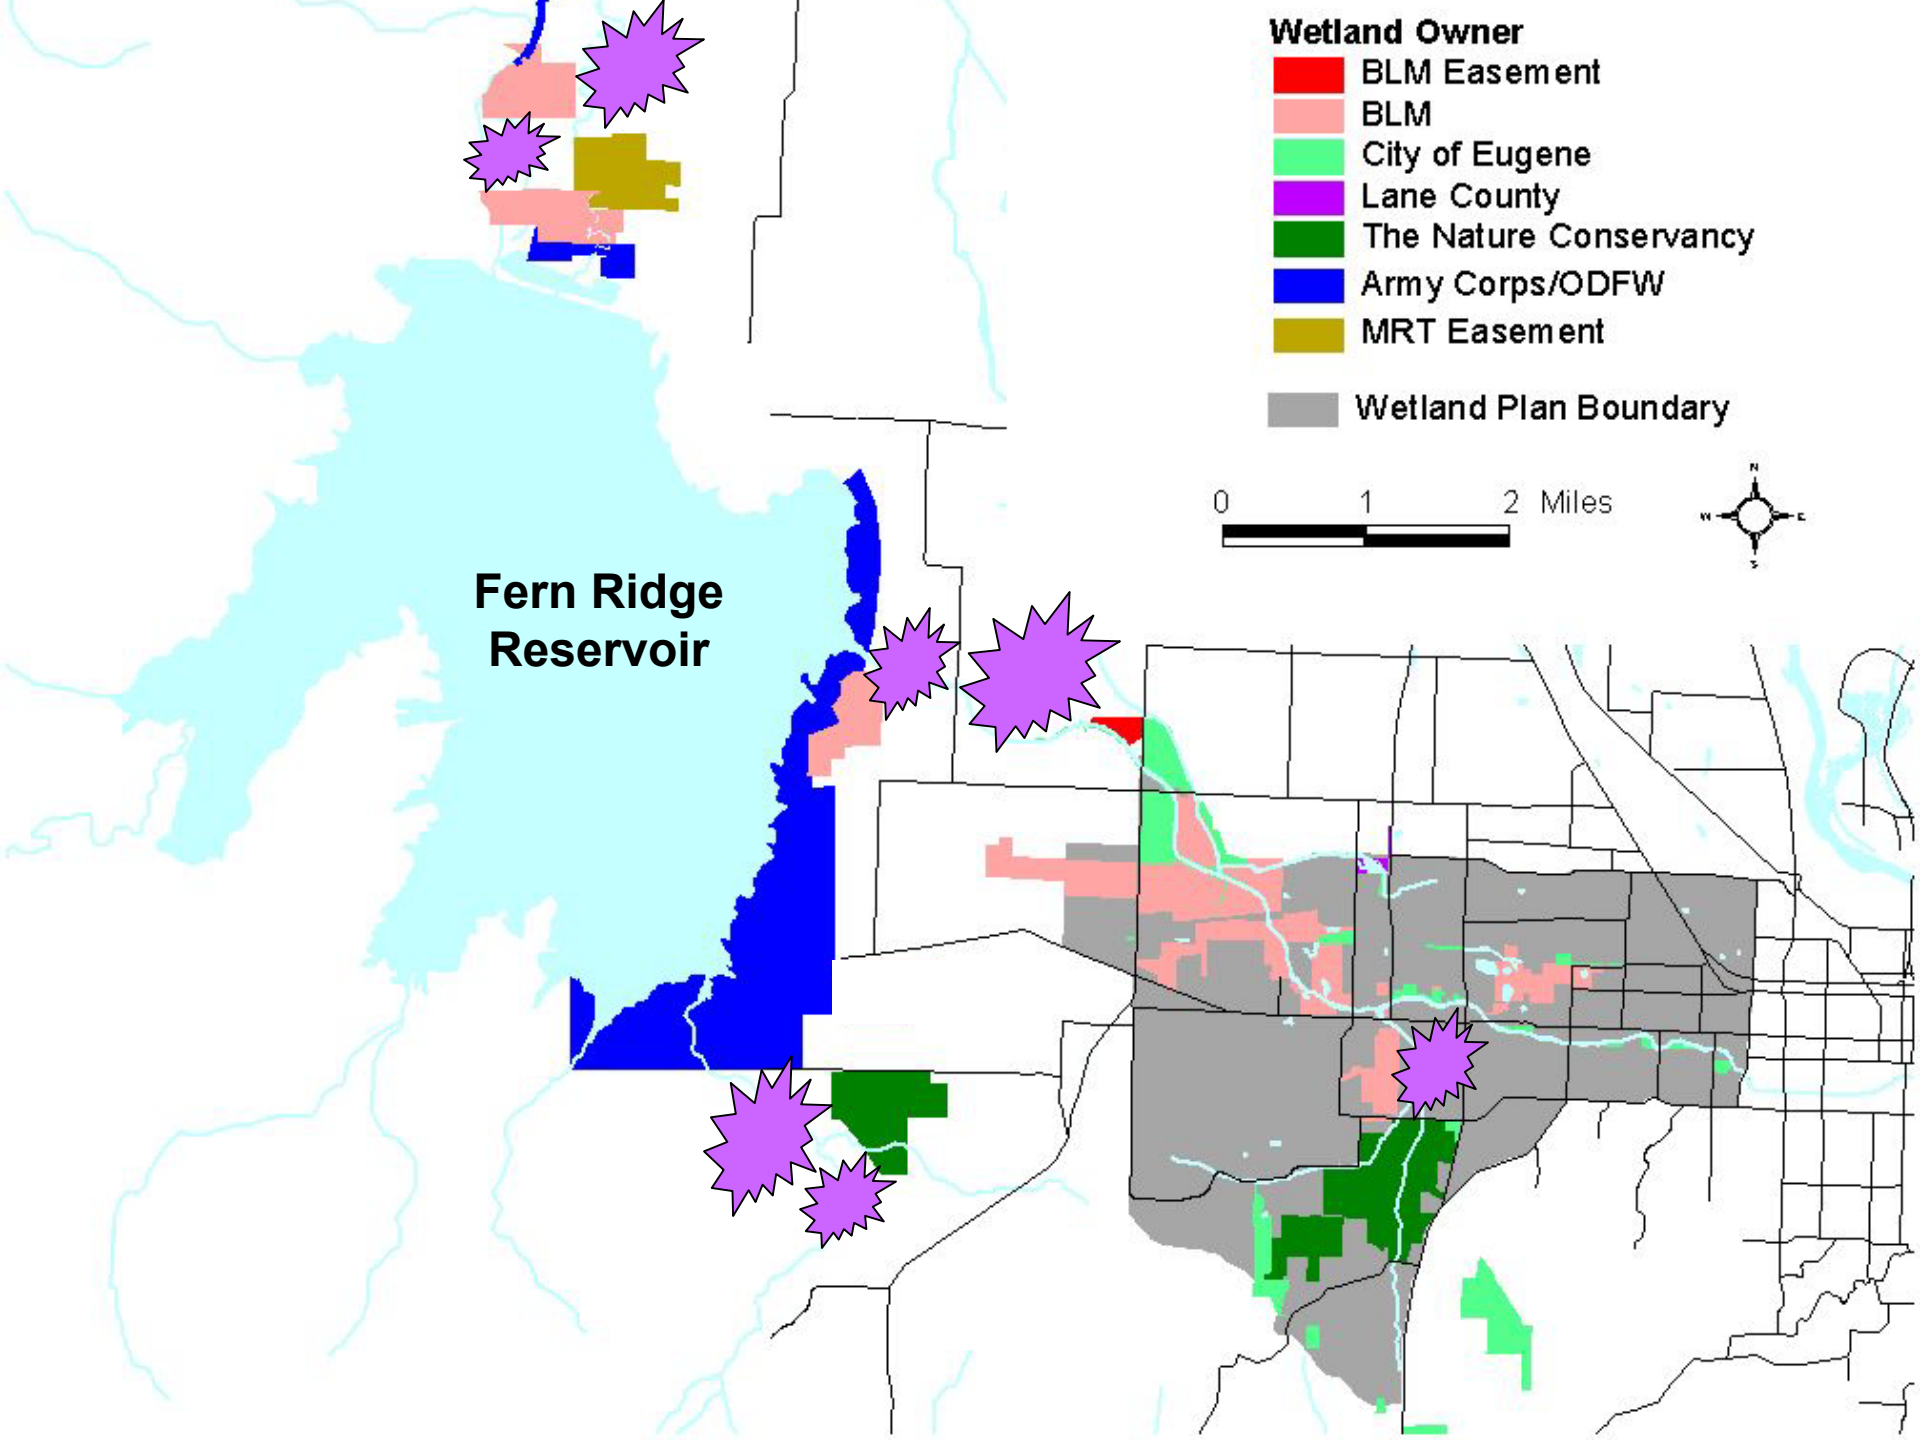 Wetland Owner
BLM Easement
BLM
City of Eugene
Lane County
The Nature Conservancy
Army Corps/ODFW
MRT Easement
Wetland Plan Boundary
0 1 2 Miles
N
W E
S
Fern Ridge
Reservoir